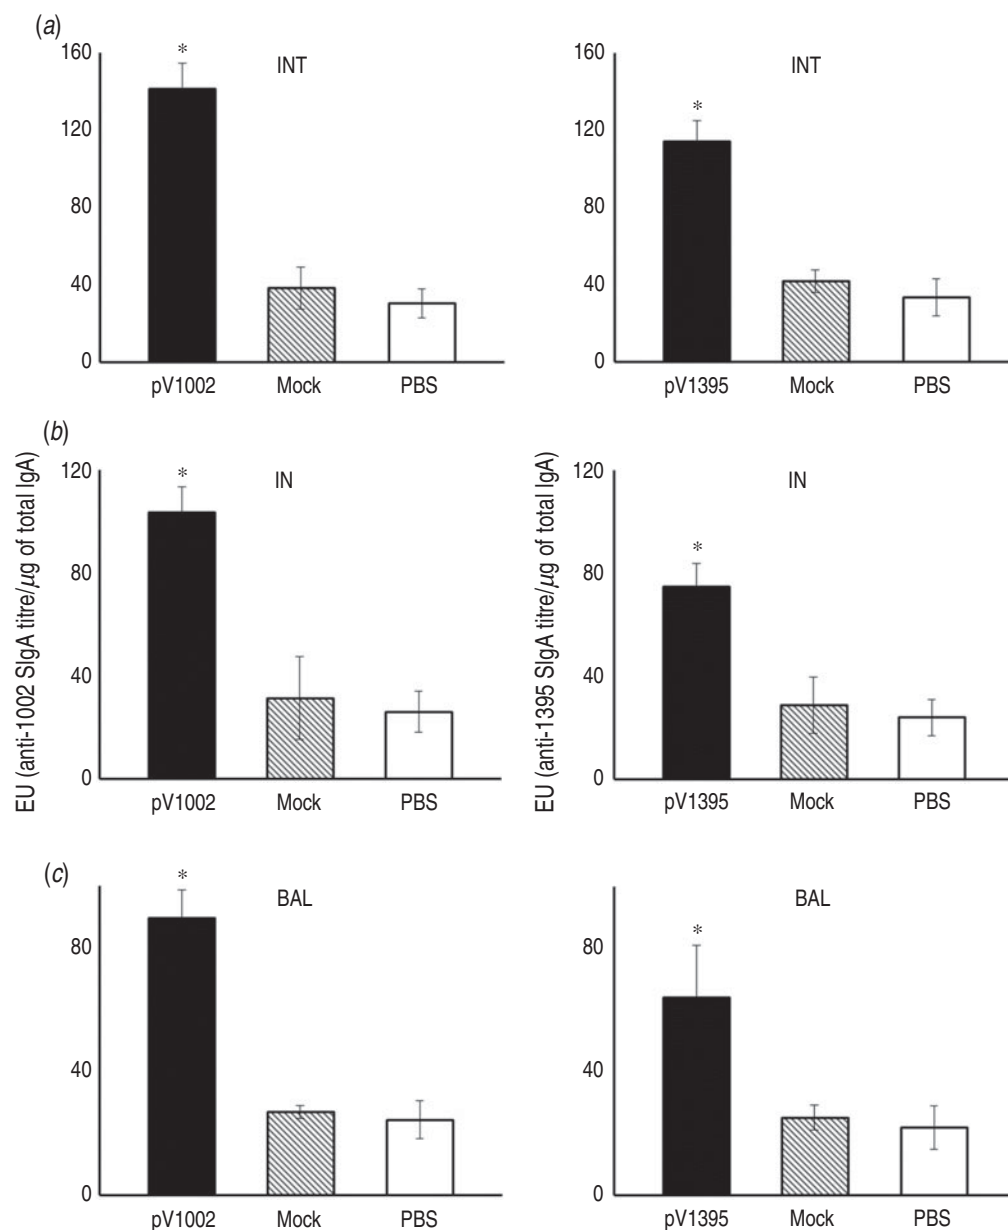 (a)
160
120
80
40
0
*
INT
pV1002 Mock PBS
160
120
80
40
0
*
INT
pV1395 Mock PBS
(b)
EU (anti-1002 SIgA titre/µg of total IgA)
120
80
40
0
*
IN
pV1002 Mock PBS
EU (anti-1395 SIgA titre/µg of total IgA)
120
80
40
0
*
IN
pV1395 Mock PBS
(c)
80
40
0
*
BAL
pV1002 Mock PBS
80
40
0
*
BAL
pV1395 Mock PBS